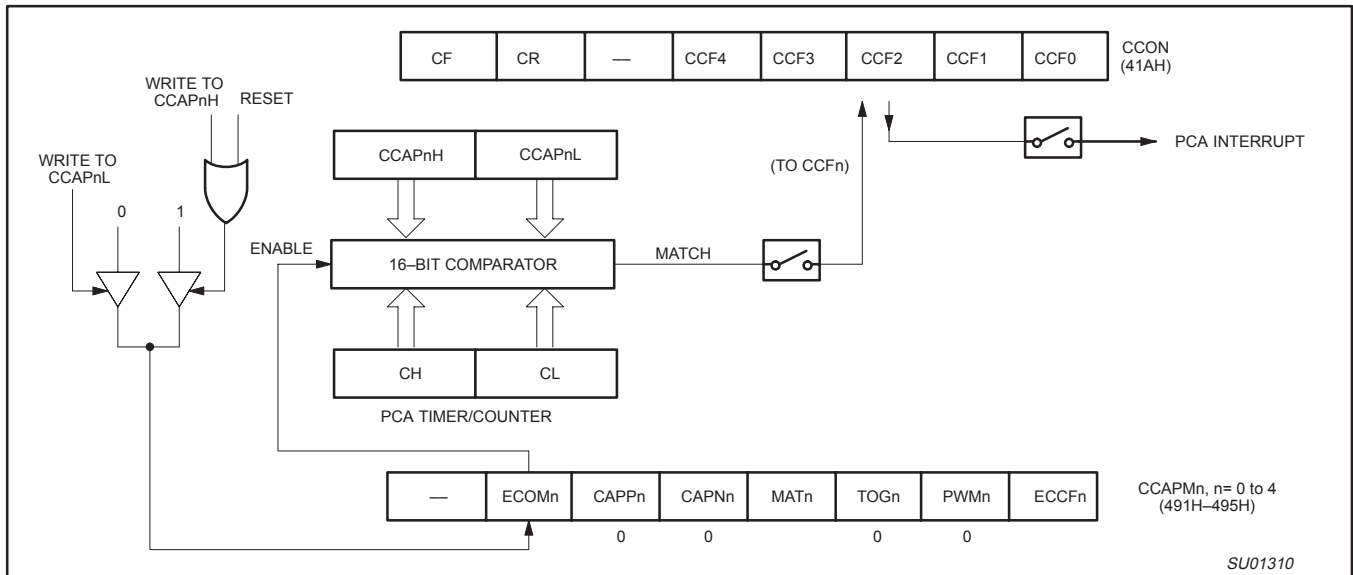 CF CR — CCF4 CCF3 CCF2 CCF1 CCF0
CCON
(41AH)
WRITE TO
CCAPnH RESET
WRITE TO
CCAPnL
0 1
CCAPnH CCAPnL
(TO CCFn)
PCA INTERRUPT
ENABLE
16–BIT COMPARATOR
MATCH
CH CL
PCA TIMER/COUNTER
— ECOMn CAPPn CAPNn MATn TOGn PWMn ECCFn
CCAPMn, n= 0 to 4
(491H–495H)
0 0 0 0
SU01310